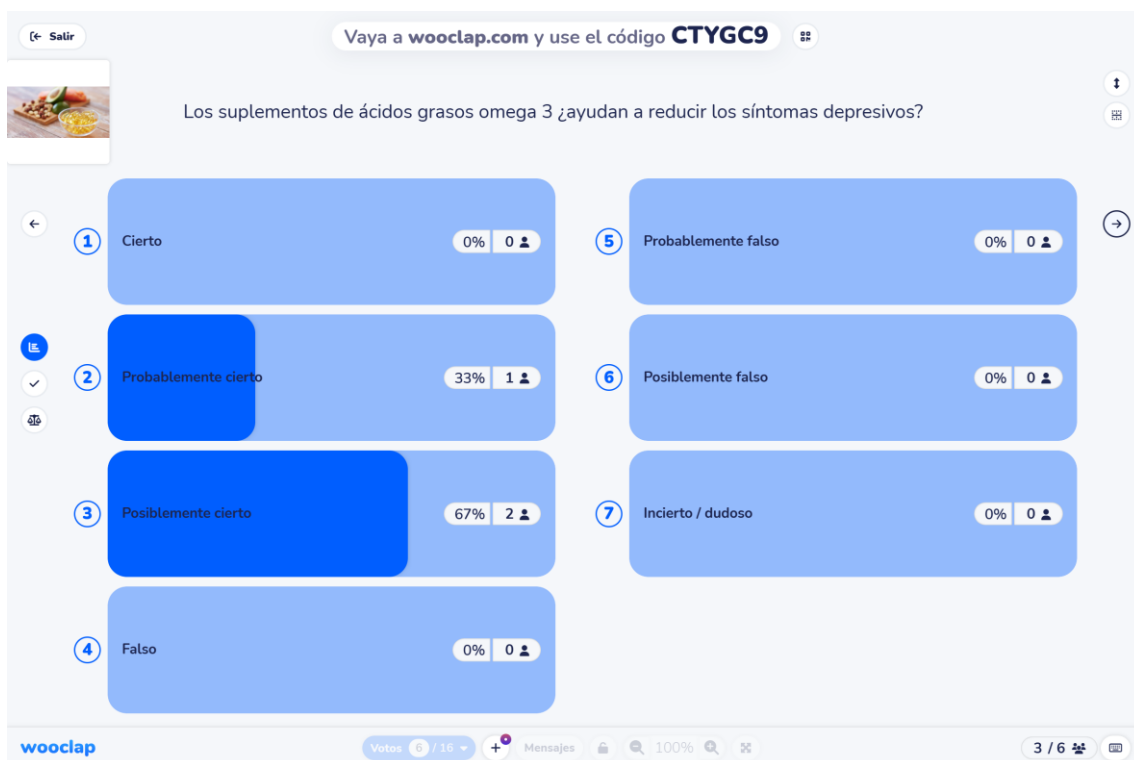 Salir
Vaya a wooclap.com y use el código CTYGC9
Los suplementos de ácidos grasos omega 3 ¿ayudan a reducir los síntomas depresivos?
1 Cierto 0% 0
2 Probablemente cierto 33% 1
3 Posiblemente cierto 67% 2
4 Falso 0% 0
5 Probablemente falso 0% 0
6 Posiblemente falso 0% 0
7 Incierto / dudoso 0% 0
wooclap
Votos 6 / 16
Mensajes
100%
3 / 6